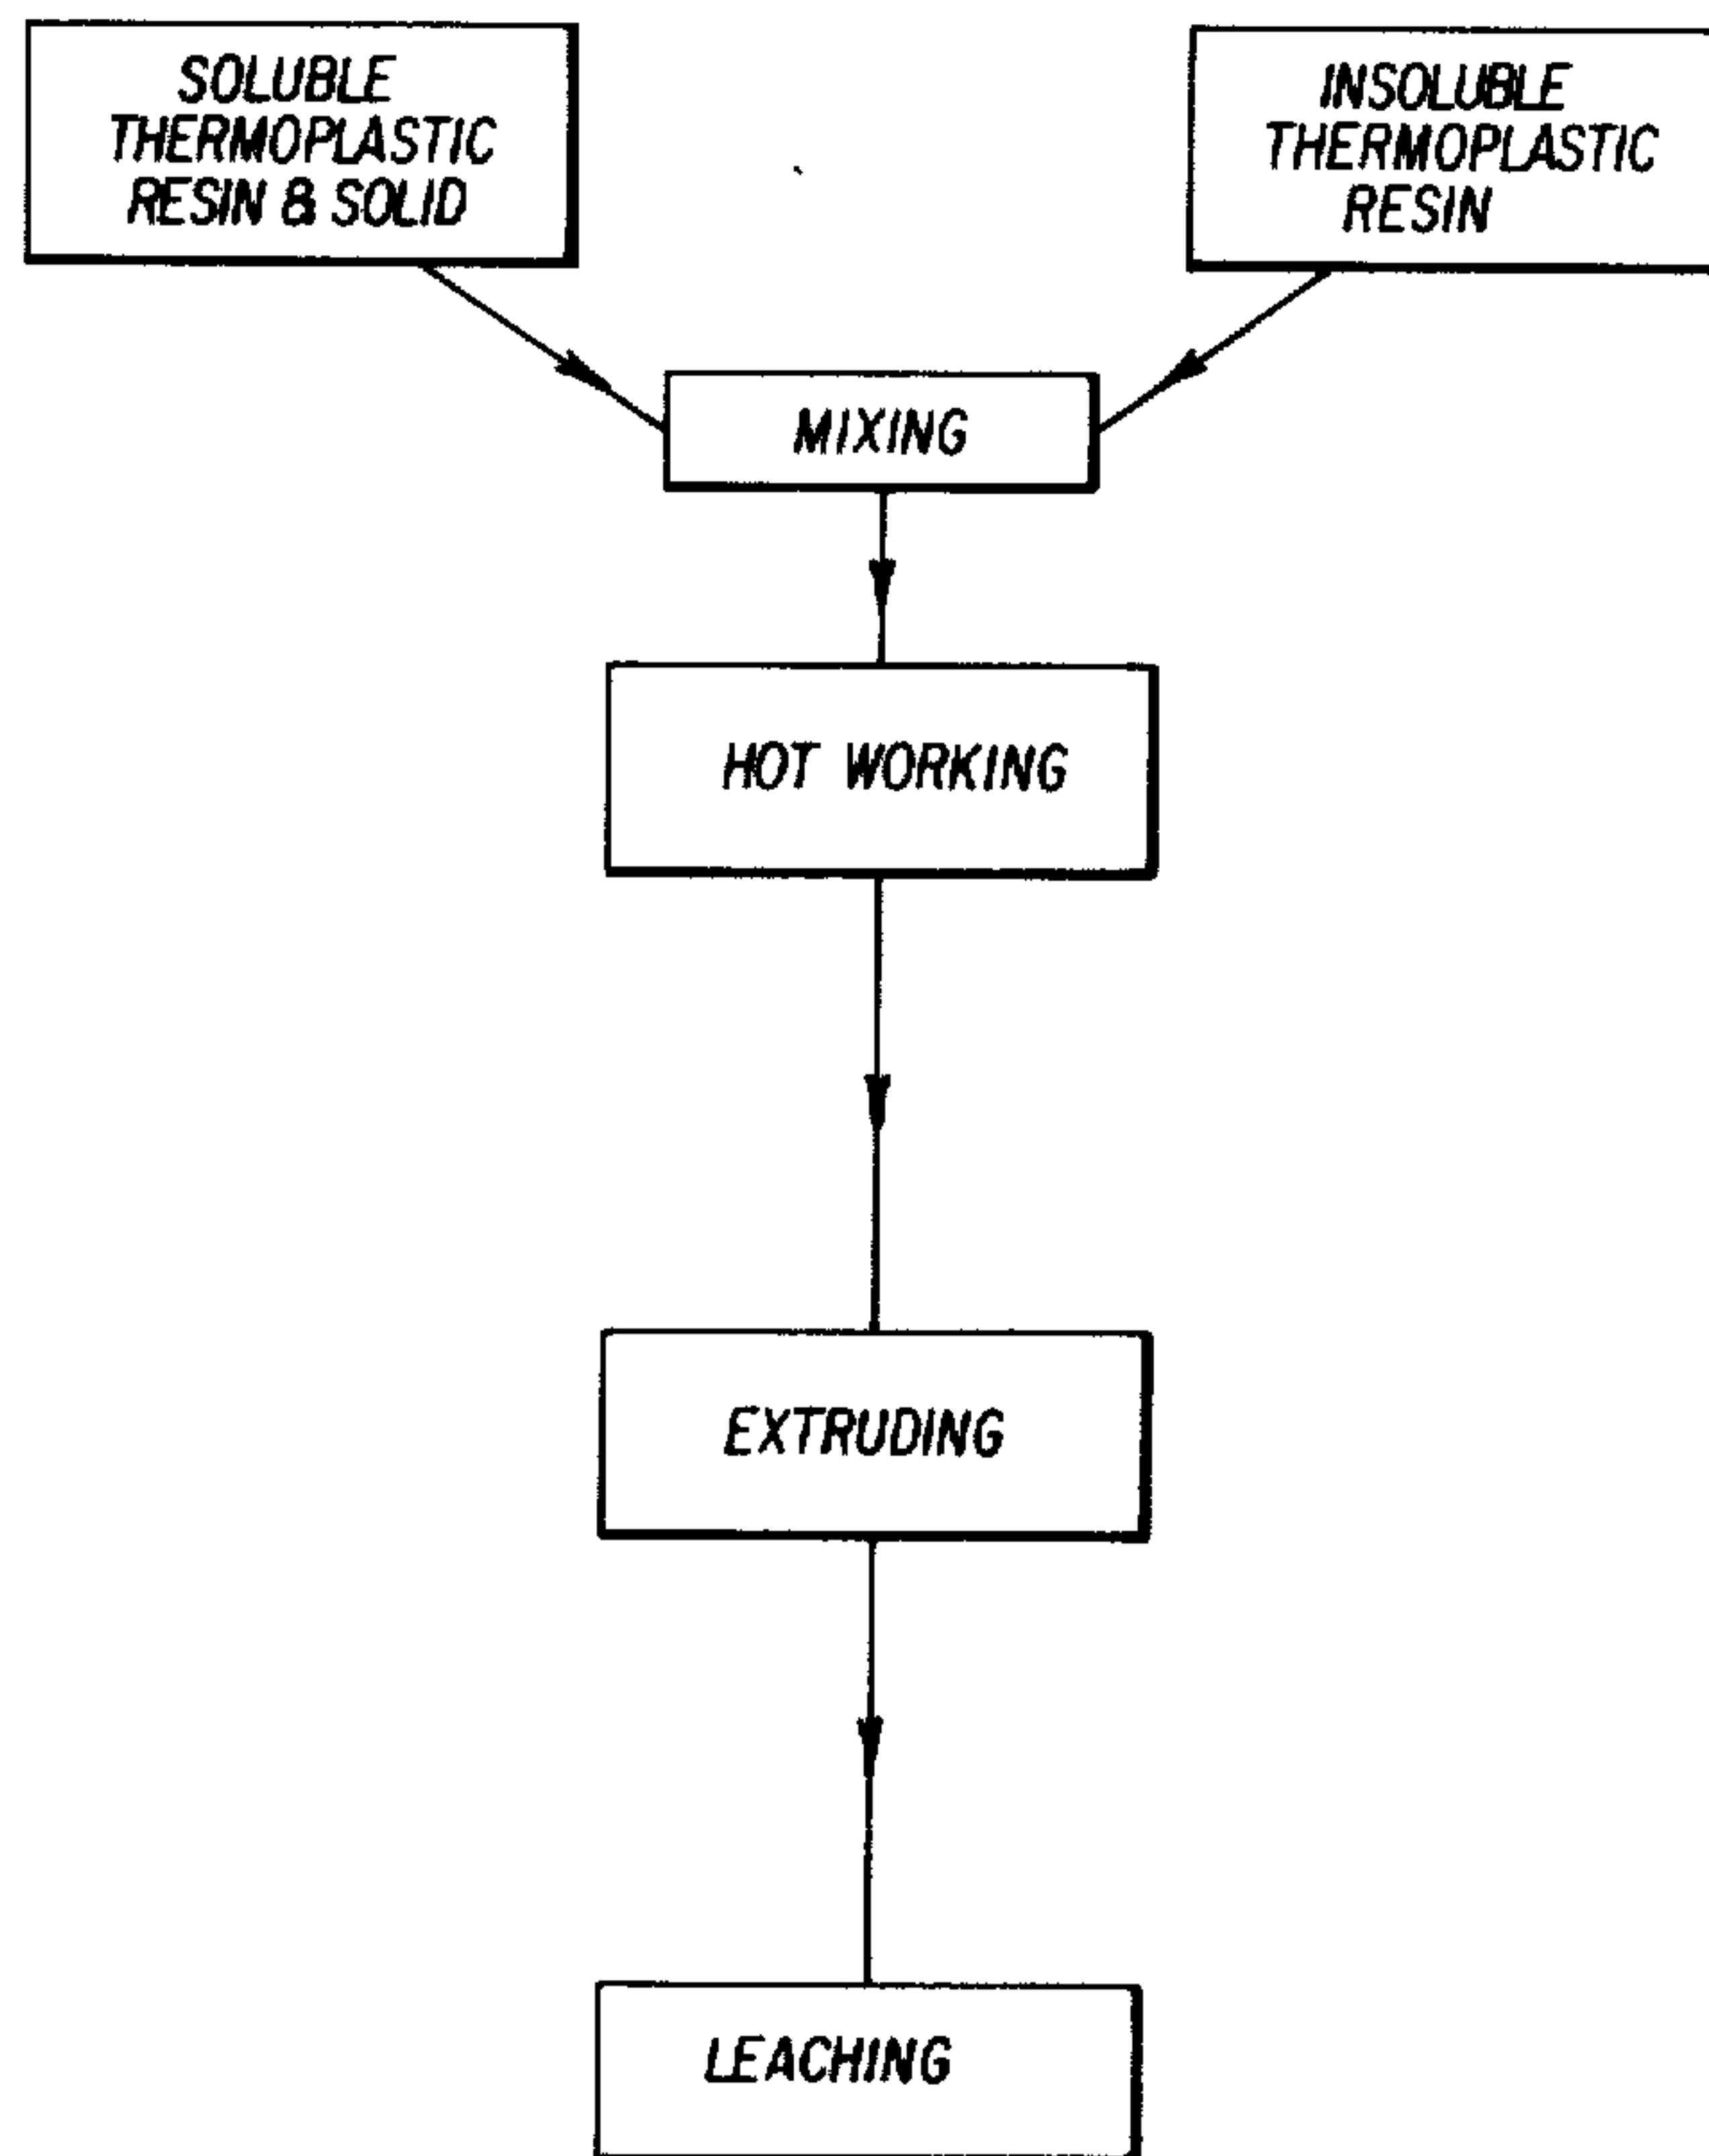 SOLUBLE
THERMOPLASTIC
RESIN & SOLID
INSOLUBLE
THERMOPLASTIC
RESIN
MIXING
HOT WORKING
EXTRUDING
LEACHING